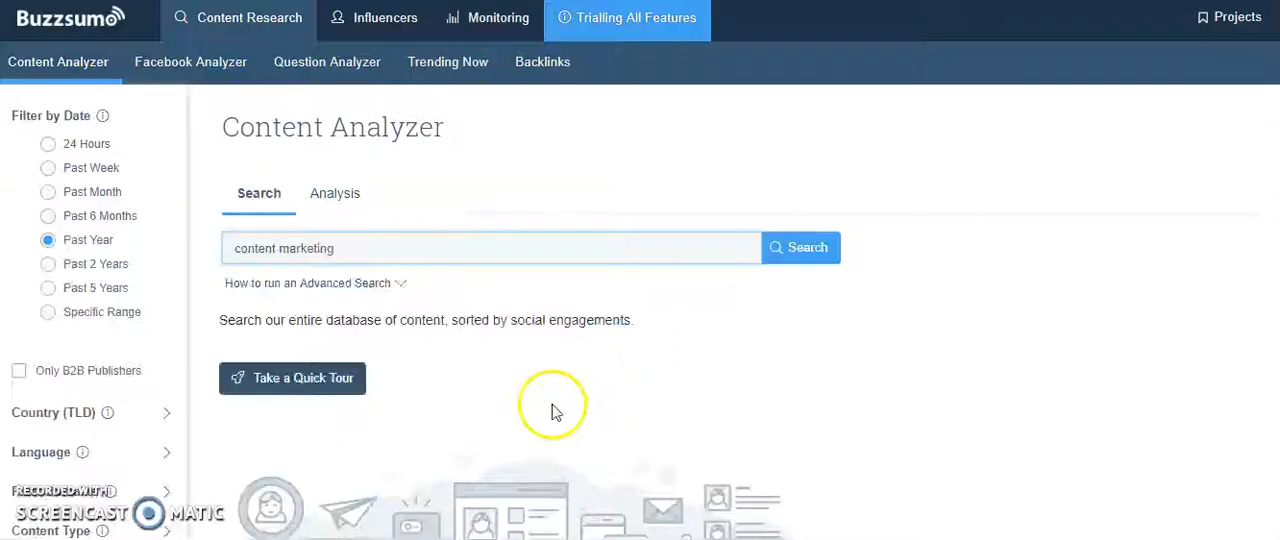 Buzzsumo
Content Research
Influencers
Monitoring
Trialling All Features
Projects
Content Analyzer
Facebook Analyzer
Question Analyzer
Trending Now
Backlinks
Filter by Date
24 Hours
Past Week
Past Month
Past 6 Months
Past Year
Past 2 Years
Past 5 Years
Specific Range
Only B2B Publishers
Country (TLD)
Language
Content Type
Content Analyzer
Search Analysis
content marketing
Search
How to run an Advanced Search
Search our entire database of content, sorted by social engagements.
Take a Quick Tour
RECORDED WITH
SCREENCAST MATIC